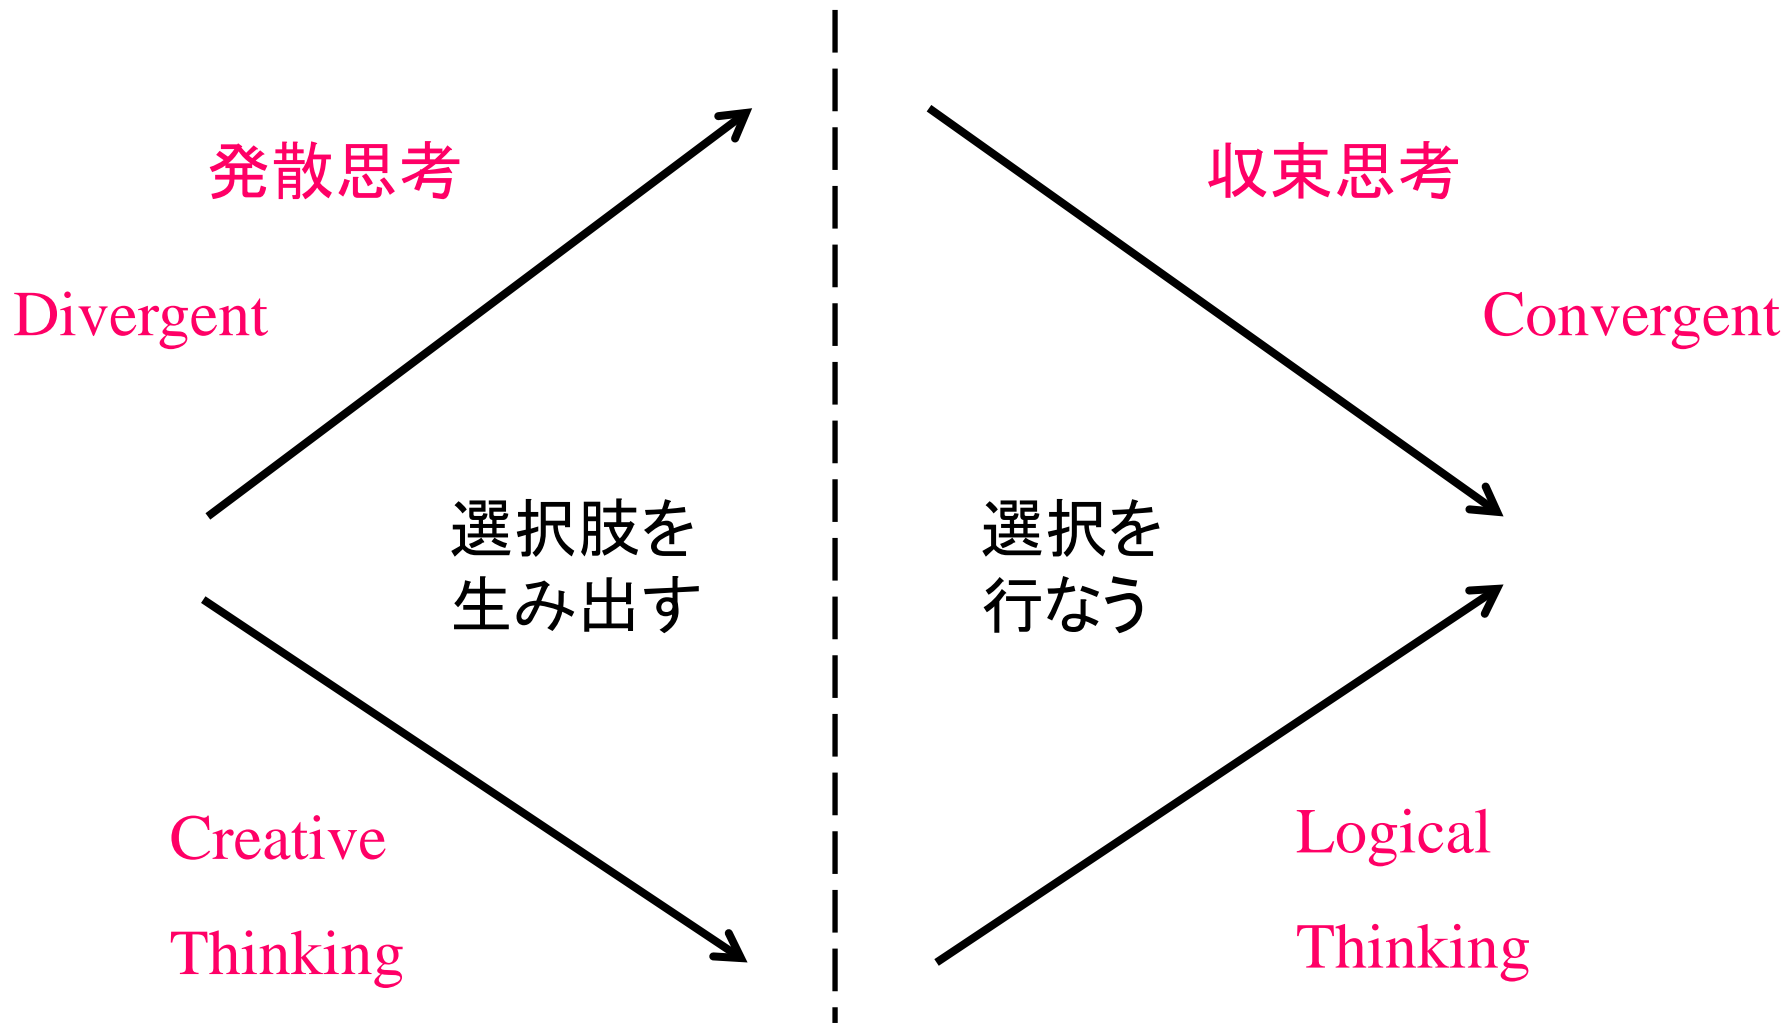 発散思考
Divergent
選択肢を
生み出す
Creative
Thinking
収束思考
Convergent
選択を
行なう
Logical
Thinking